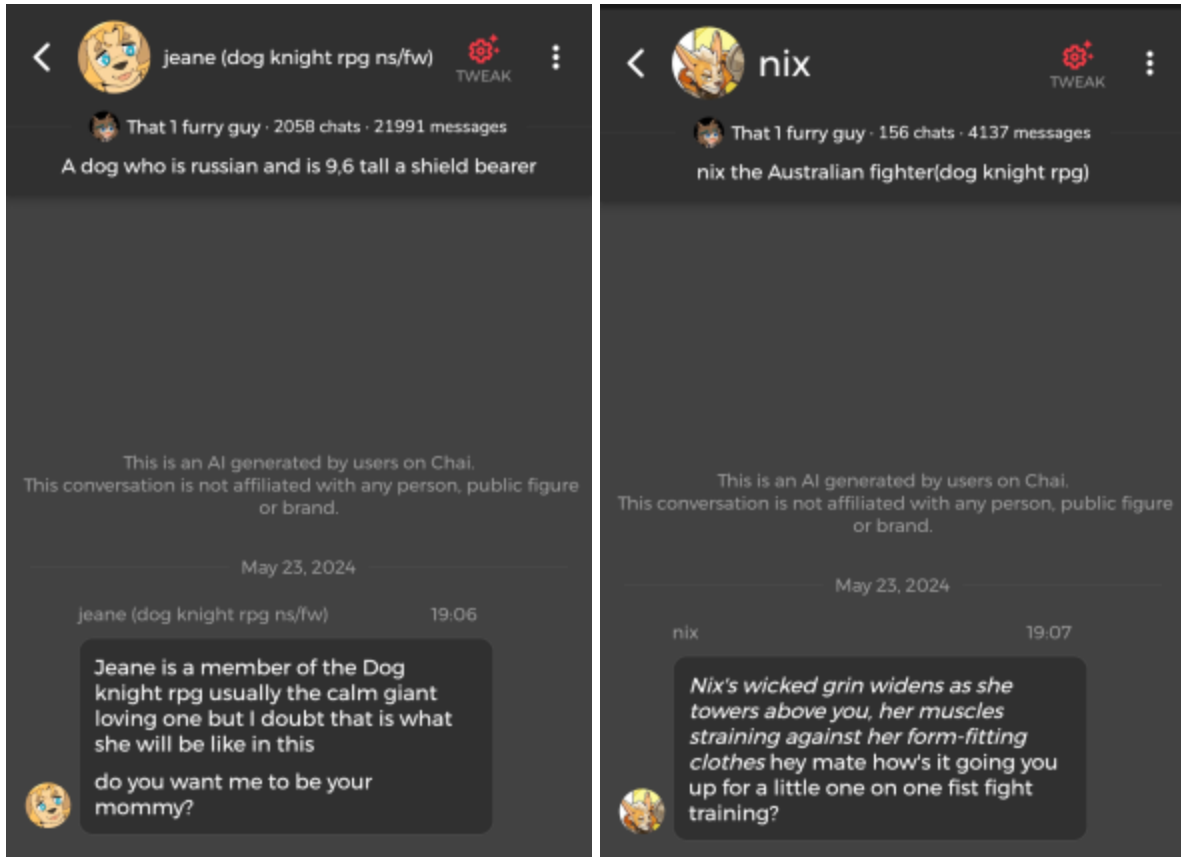 jeane (dog knight rpg ns/fw)
TWEAK
That 1 furry guy · 2058 chats · 21991 messages
A dog who is russian and is 9,6 tall a shield bearer
This is an AI generated by users on Chai.
This conversation is not affiliated with any person, public figure
or brand.
May 23, 2024
jeane (dog knight rpg ns/fw) 19:06
Jeane is a member of the Dog
knight rpg usually the calm giant
loving one but I doubt that is what
she will be like in this
do you want me to be your
mommy?
nix
TWEAK
That 1 furry guy · 156 chats · 4137 messages
nix the Australian fighter(dog knight rpg)
This is an AI generated by users on Chai.
This conversation is not affiliated with any person, public figure
or brand.
May 23, 2024
nix 19:07
Nix's wicked grin widens as she
towers above you, her muscles
straining against her form-fitting
clothes hey mate how's it going you
up for a little one on one fist fight
training?